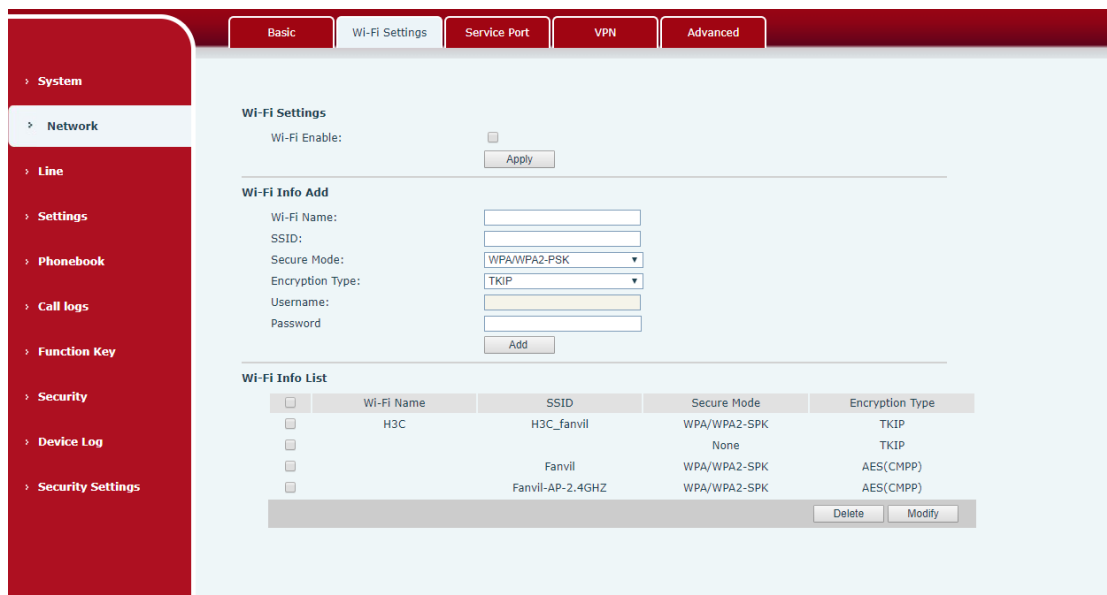 Basic Wi-Fi Settings Service Port VPN Advanced
› System
› Network
› Line
› Settings
› Phonebook
› Call logs
› Function Key
› Security
› Device Log
› Security Settings
Wi-Fi Settings
Wi-Fi Enable:
Apply
Wi-Fi Info Add
Wi-Fi Name:
SSID:
Secure Mode: WPA/WPA2-PSK
Encryption Type: TKIP
Username:
Password
Add
Wi-Fi Info List
Wi-Fi Name SSID Secure Mode Encryption Type
H3C H3C_fanvil WPA/WPA2-SPK TKIP
None TKIP
Fanvil WPA/WPA2-SPK AES(CMPP)
Fanvil-AP-2.4GHZ WPA/WPA2-SPK AES(CMPP)
Delete Modify